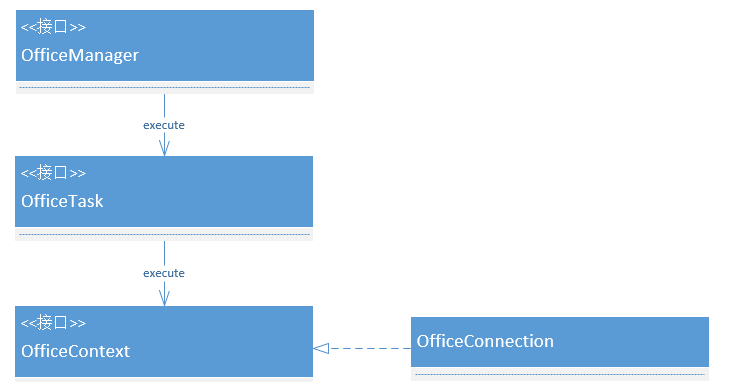 <<接口>>
OfficeManager
execute
<<接口>>
OfficeTask
execute
<<接口>>
OfficeContext
OfficeConnection